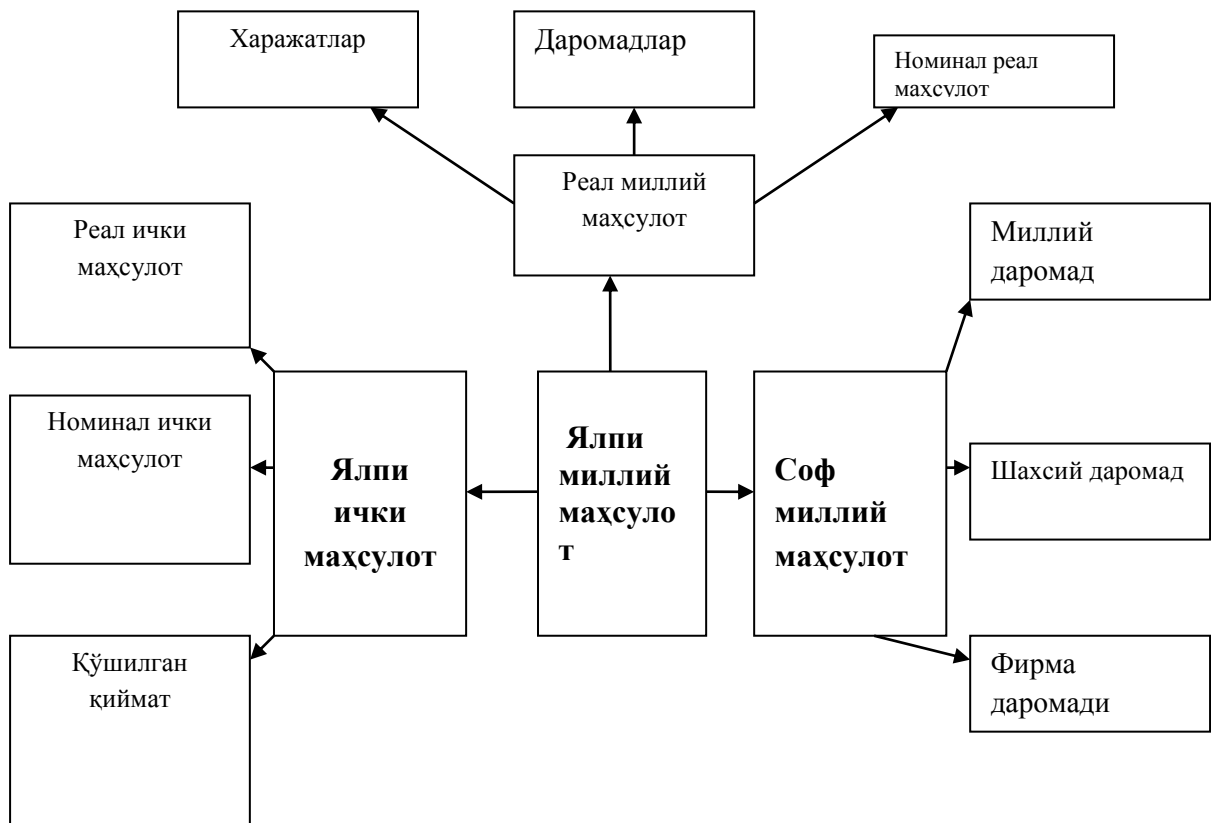 Харажатлар
Даромадлар
Номинал реал
маҳсулот
Реал миллий
маҳсулот
Реал ички
маҳсулот
Миллий
даромад
Номинал ички
маҳсулот
Ялпи
ички
маҳсулот
Ялпи
миллий
маҳсуло
т
Соф
миллий
маҳсулот
Шахсий даромад
Қўшилган
қиймат
Фирма
даромади